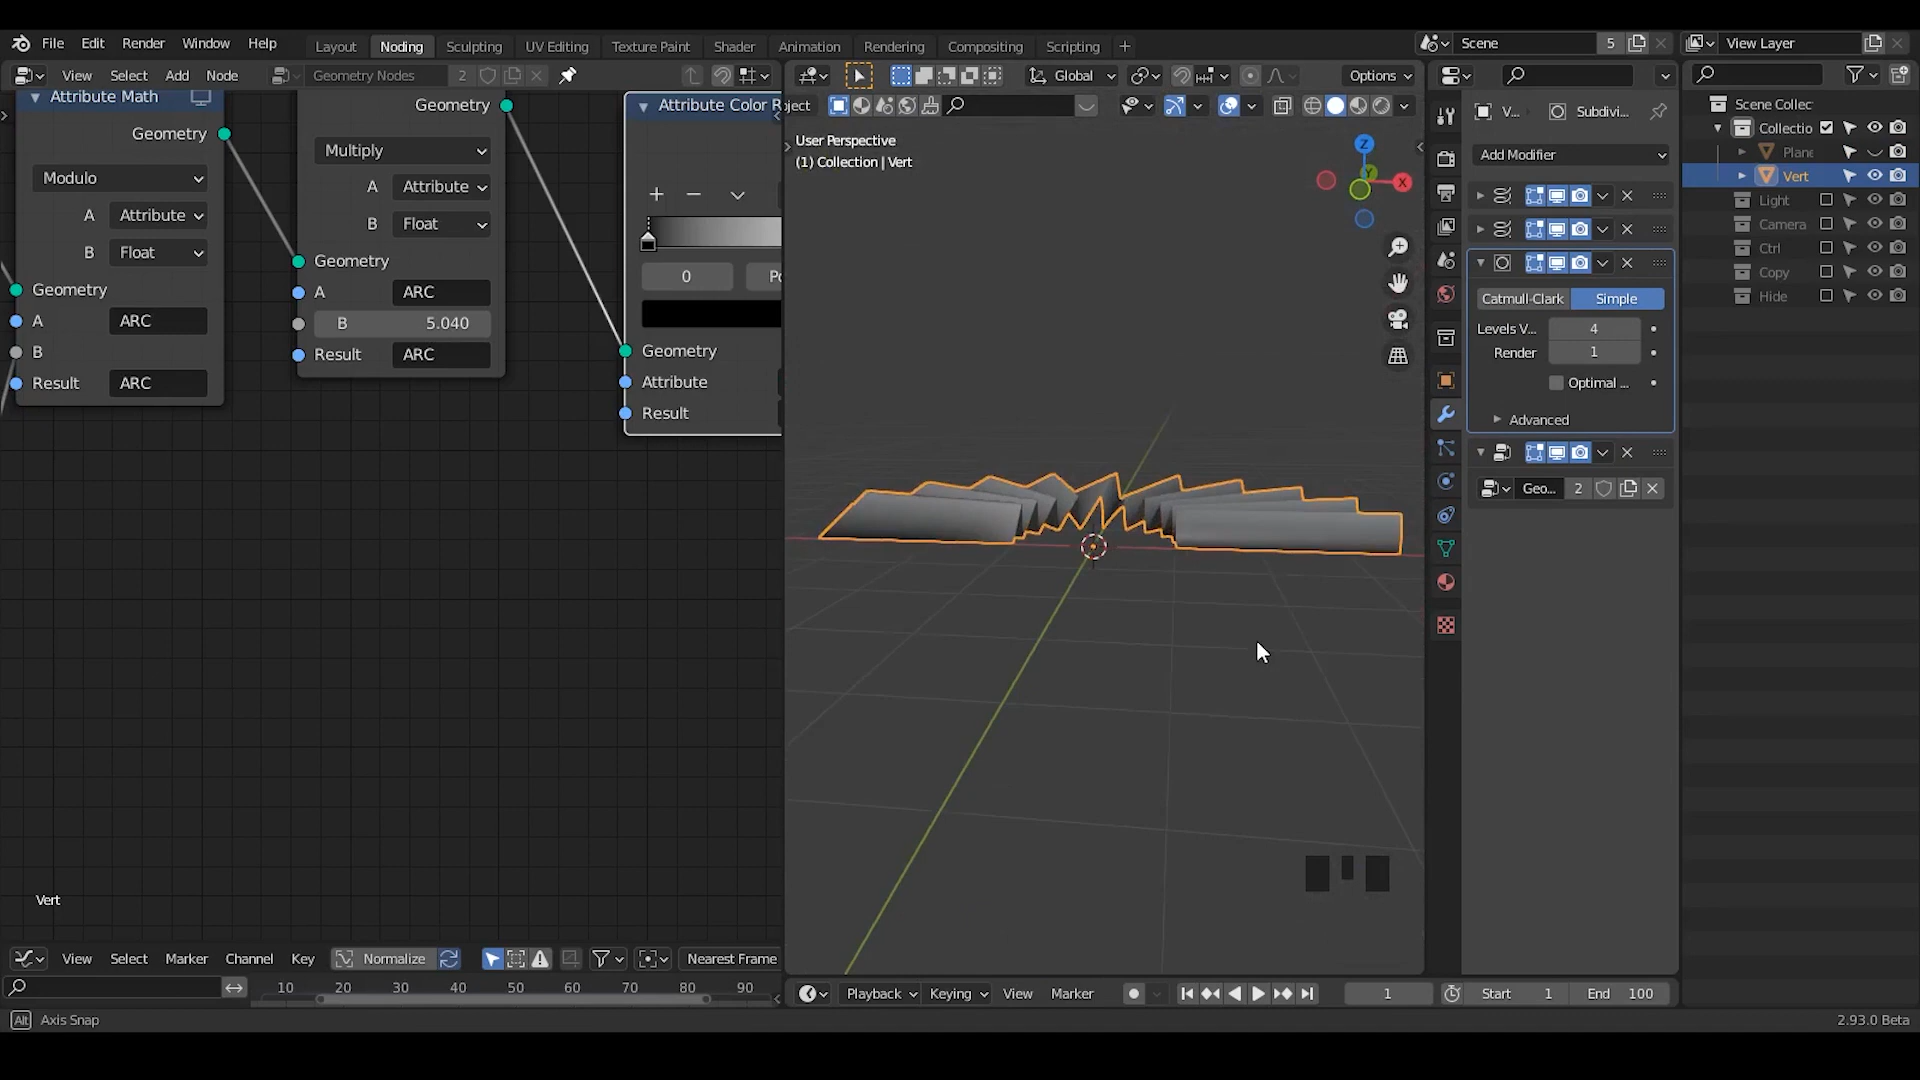 File Edit Render Window Help Layout Noding Sculpting UV Editing Texture Paint Shader Animation Rendering Compositing Scripting + Scene 5 View Layer
View Select Add Node Geometry Nodes 2 Global Options
Attribute Math
Geometry
Modulo
A Attribute
B Float
Geometry
A ARC
B
Result ARC
Geometry
Multiply
A Attribute
B Float
Geometry
A ARC
B 5.040
Result ARC
Attribute Color R
0 Po
Geometry
Attribute
Result
Vert
oject
User Perspective
(1) Collection | Vert
Z
Y
X
V... Subdivi...
Add Modifier
Catmull-Clark Simple
Levels V... 4
Render 1
Optimal ...
Advanced
Geo... 2
Scene Collec
Collectio
Plane
Vert
Light
Camera
Ctrl
Copy
Hide
View Select Marker Channel Key Normalize Nearest Frame
10 20 30 40 50 60 70 80 90
Playback Keying View Marker 1 Start 1 End 100
Alt Axis Snap
2.93.0 Beta